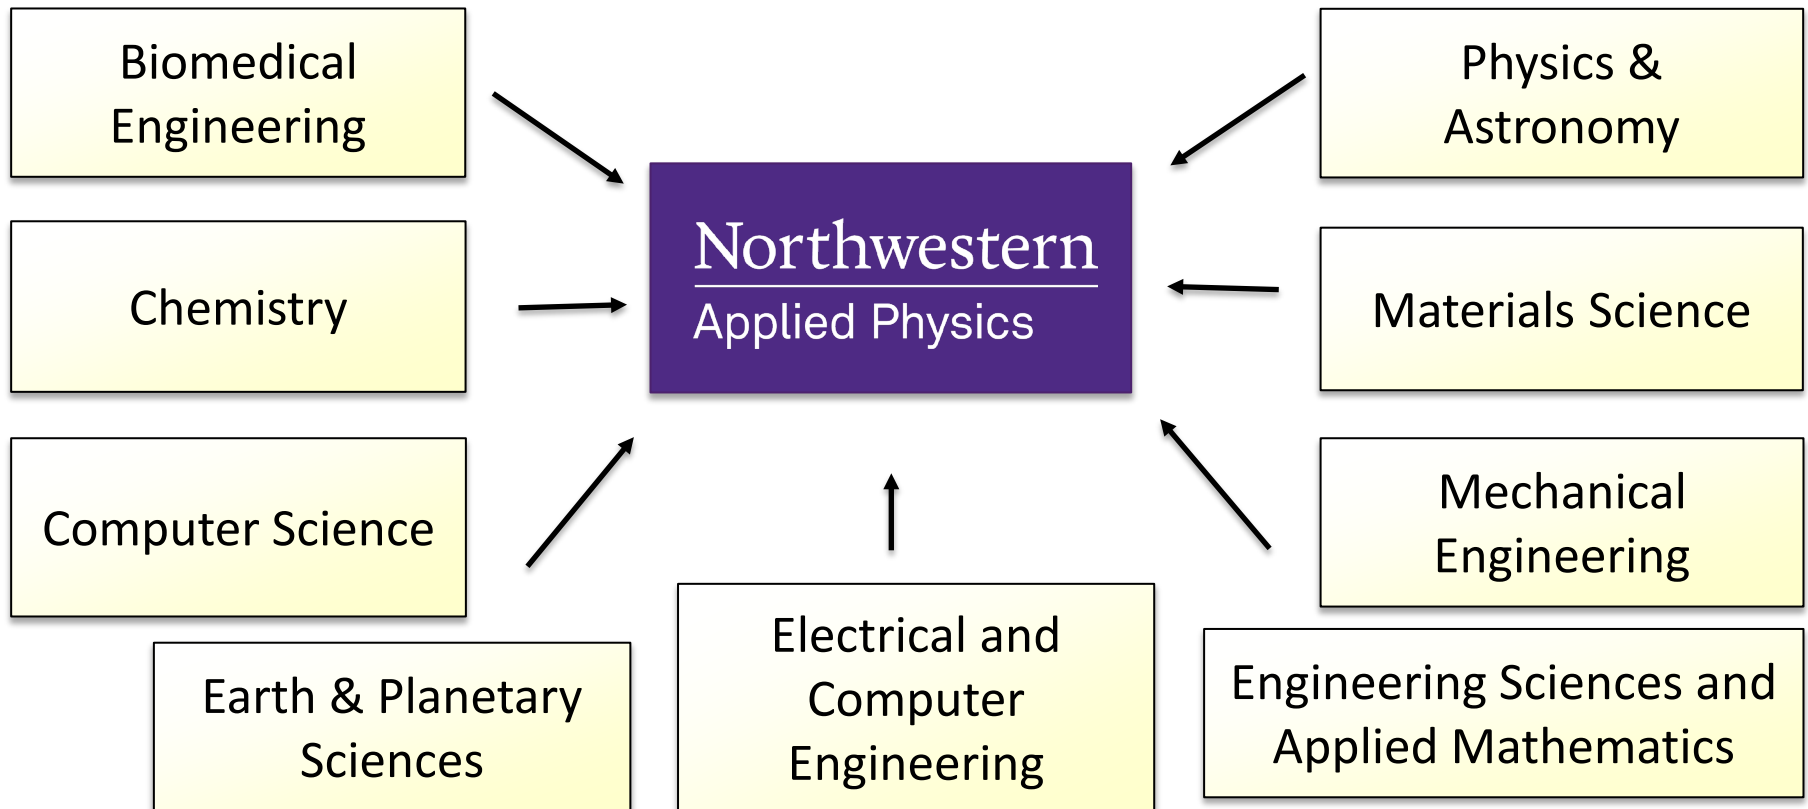 Biomedical
Engineering
Physics &
Astronomy
Northwestern
Applied Physics
Chemistry
Materials Science
Computer Science
Mechanical
Engineering
Earth & Planetary
Sciences
Electrical and
Computer
Engineering
Engineering Sciences and
Applied Mathematics